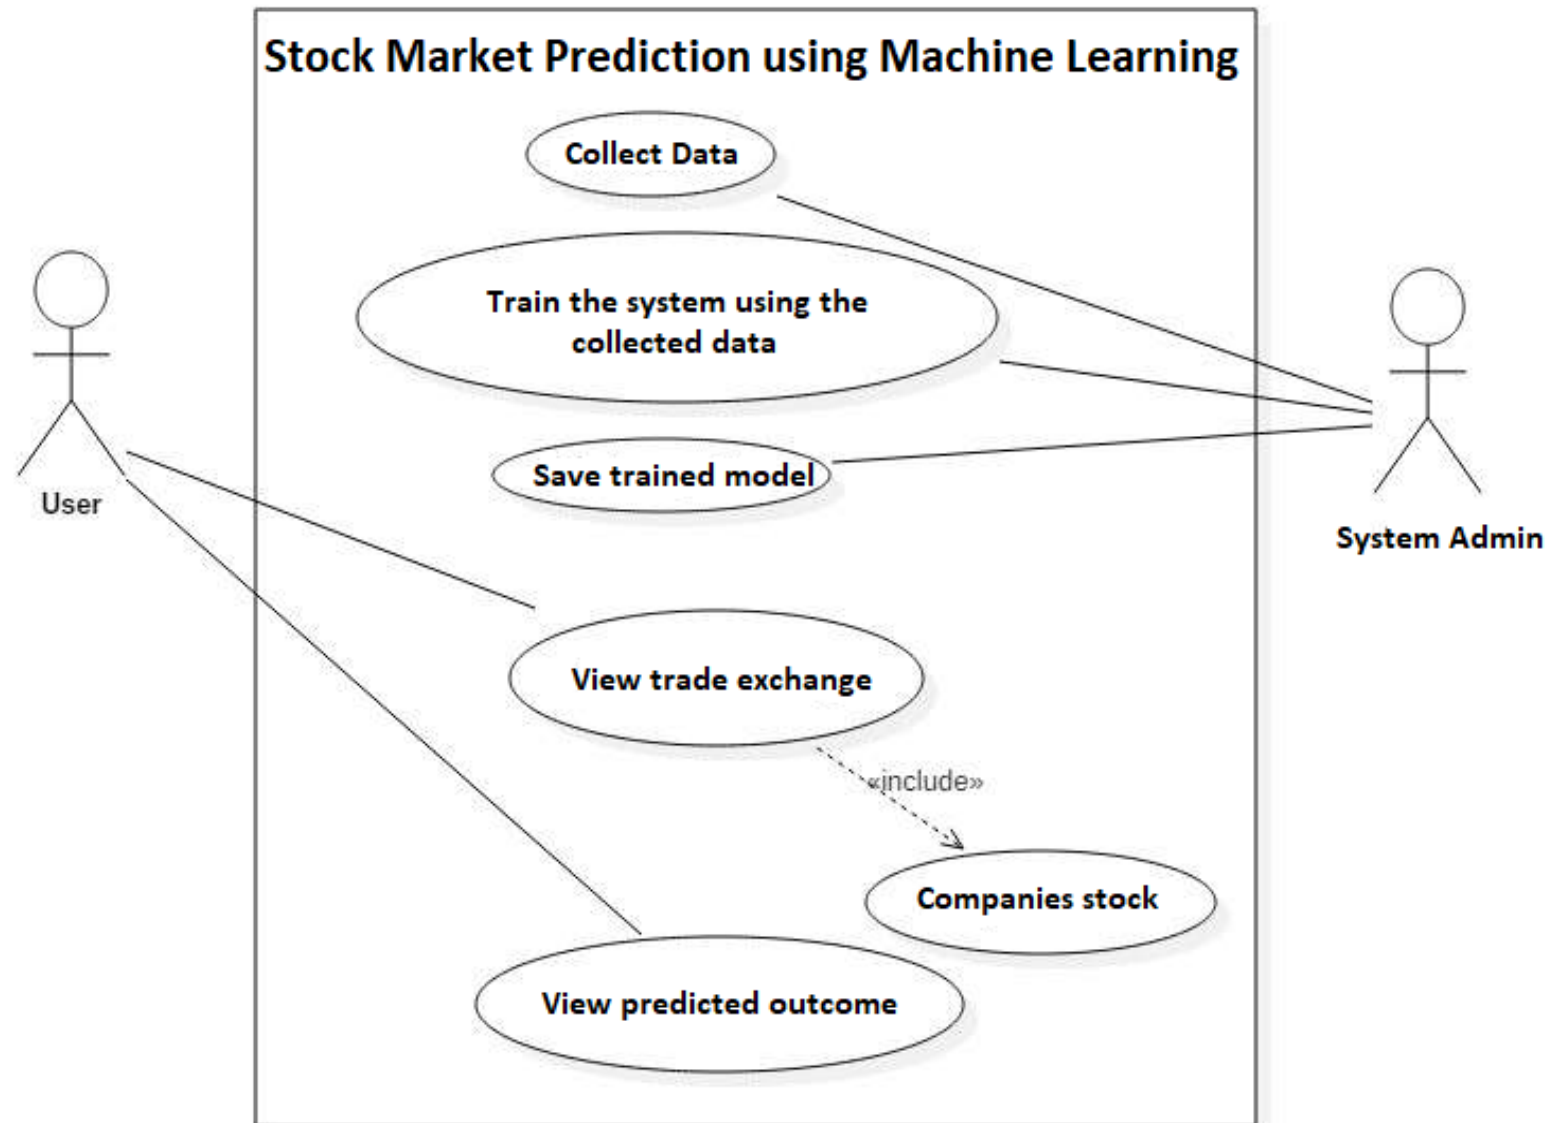 Stock Market Prediction using Machine Learning
Collect Data
Train the system using the
collected data
Save trained model
User
System Admin
View trade exchange
«include»
Companies stock
View predicted outcome